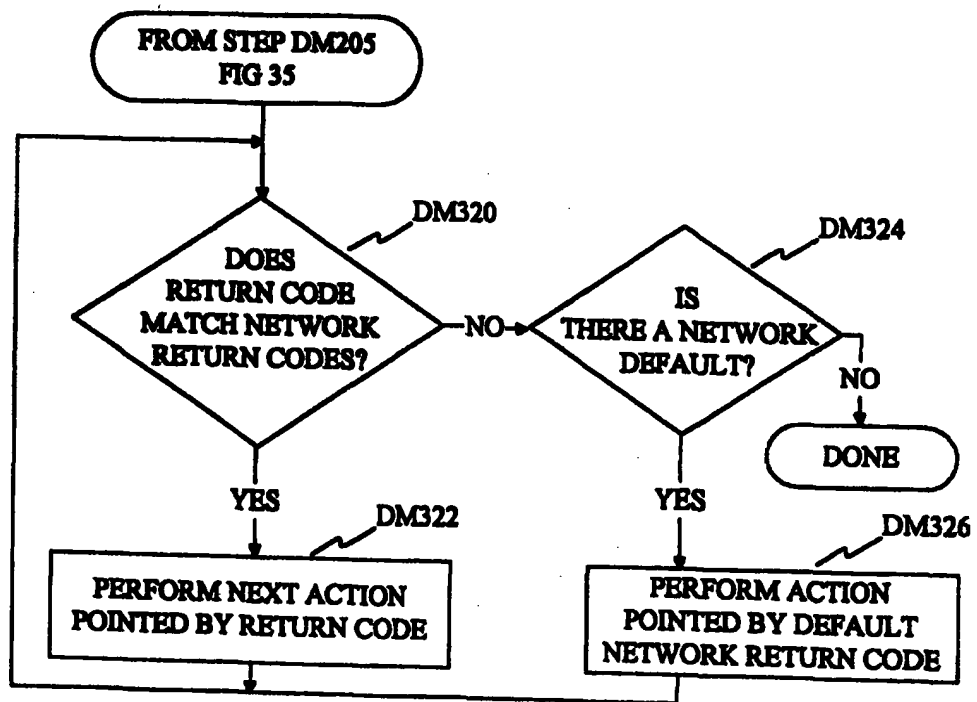 FROM STEP DM205
FIG 35
DM320
DOES
RETURN CODE
MATCH NETWORK
RETURN CODES?
NO
DM324
IS
THERE A NETWORK
DEFAULT?
NO
DONE
YES
DM322
PERFORM NEXT ACTION
POINTED BY RETURN CODE
YES
DM326
PERFORM ACTION
POINTED BY DEFAULT
NETWORK RETURN CODE